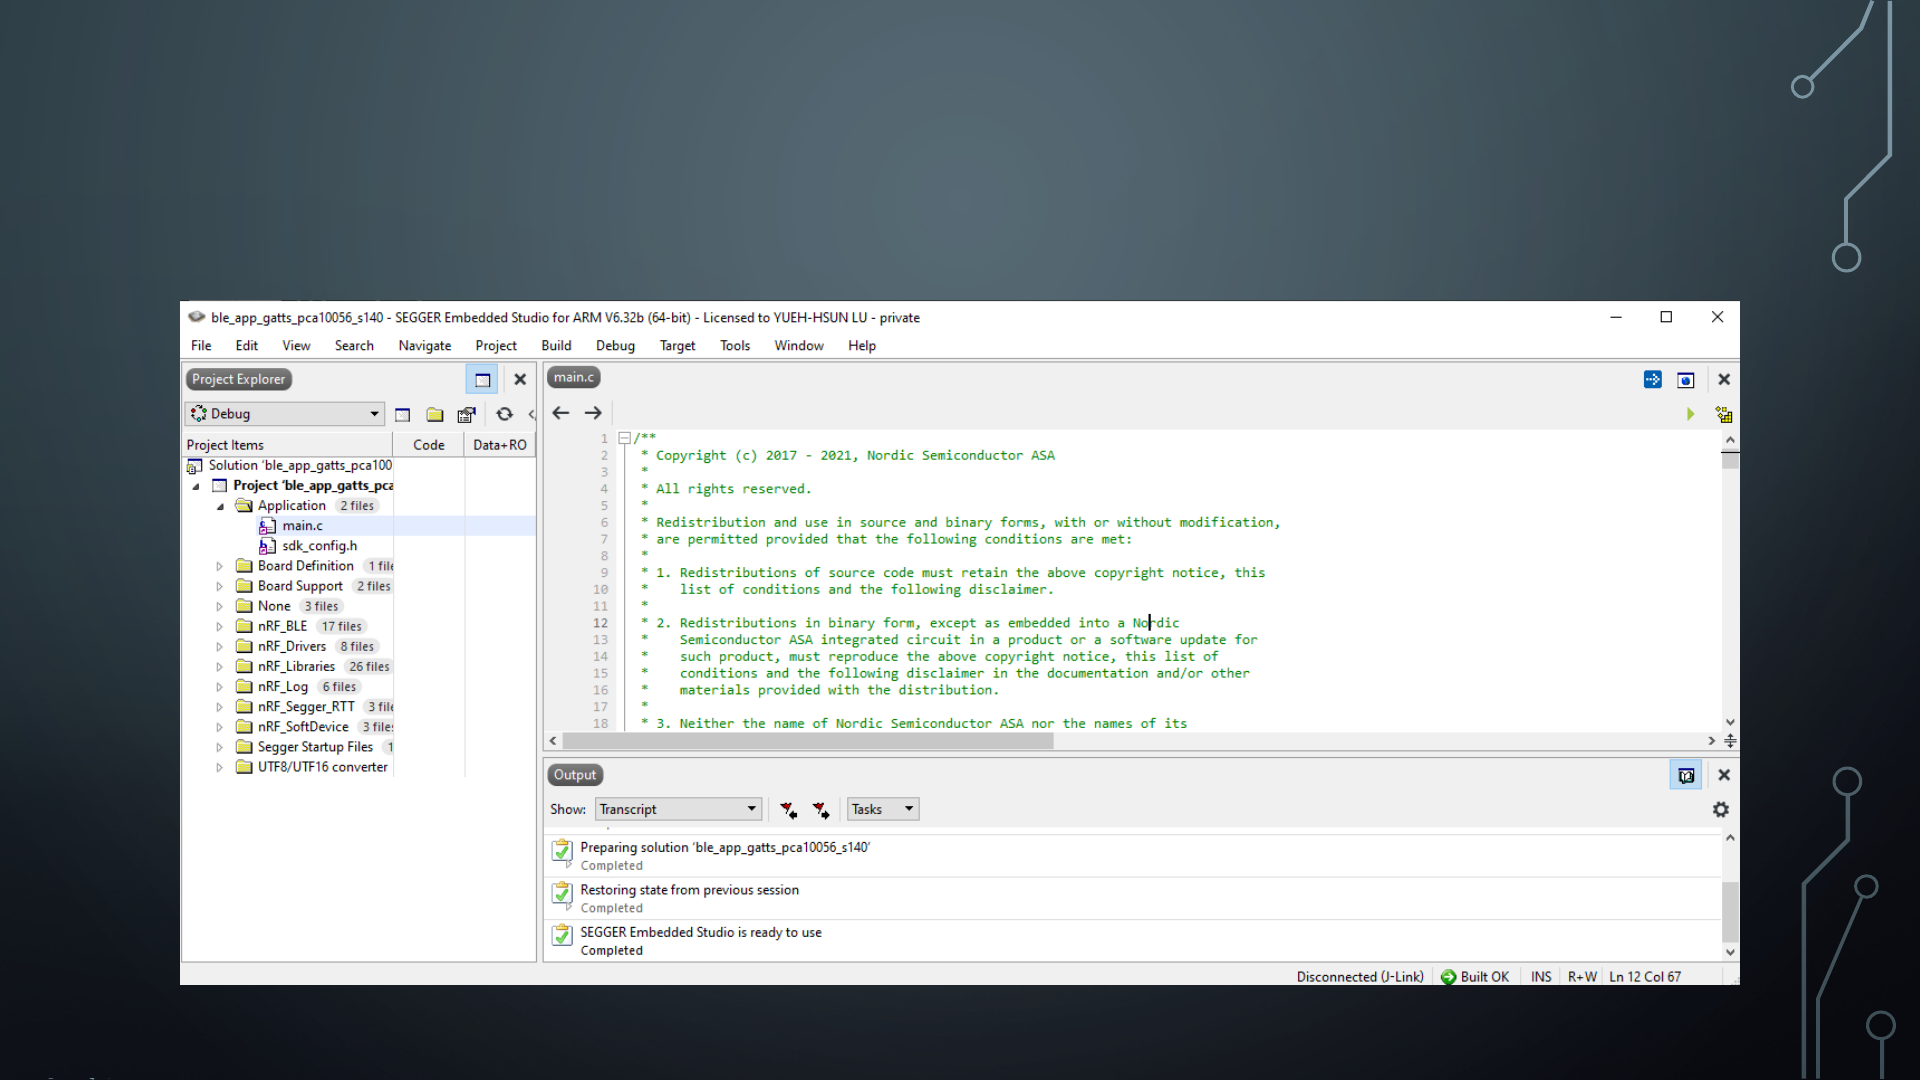 ble_app_gatts_pca10056_s140 - SEGGER Embedded Studio for ARM V6.32b (64-bit) - Licensed to YUEH-HSUN LU - private
File Edit View Search Navigate Project Build Debug Target Tools Window Help
Project Explorer
Debug
Project Items Code Data+RO
Solution 'ble_app_gatts_pca100
Project 'ble_app_gatts_pca
Application 2 files
main.c
sdk_config.h
Board Definition 1 file
Board Support 2 files
None 3 files
nRF_BLE 17 files
nRF_Drivers 8 files
nRF_Libraries 26 files
nRF_Log 6 files
nRF_Segger_RTT 3 file
nRF_SoftDevice 3 files
Segger Startup Files 1
UTF8/UTF16 converter
main.c
1 /**
2 * Copyright (c) 2017 - 2021, Nordic Semiconductor ASA
3 *
4 * All rights reserved.
5 *
6 * Redistribution and use in source and binary forms, with or without modification,
7 * are permitted provided that the following conditions are met:
8 *
9 * 1. Redistributions of source code must retain the above copyright notice, this
10 * list of conditions and the following disclaimer.
11 *
12 * 2. Redistributions in binary form, except as embedded into a Nordic
13 * Semiconductor ASA integrated circuit in a product or a software update for
14 * such product, must reproduce the above copyright notice, this list of
15 * conditions and the following disclaimer in the documentation and/or other
16 * materials provided with the distribution.
17 *
18 * 3. Neither the name of Nordic Semiconductor ASA nor the names of its
Output
Show: Transcript Tasks
Preparing solution 'ble_app_gatts_pca10056_s140'
Completed
Restoring state from previous session
Completed
SEGGER Embedded Studio is ready to use
Completed
Disconnected (J-Link) Built OK INS R+W Ln 12 Col 67